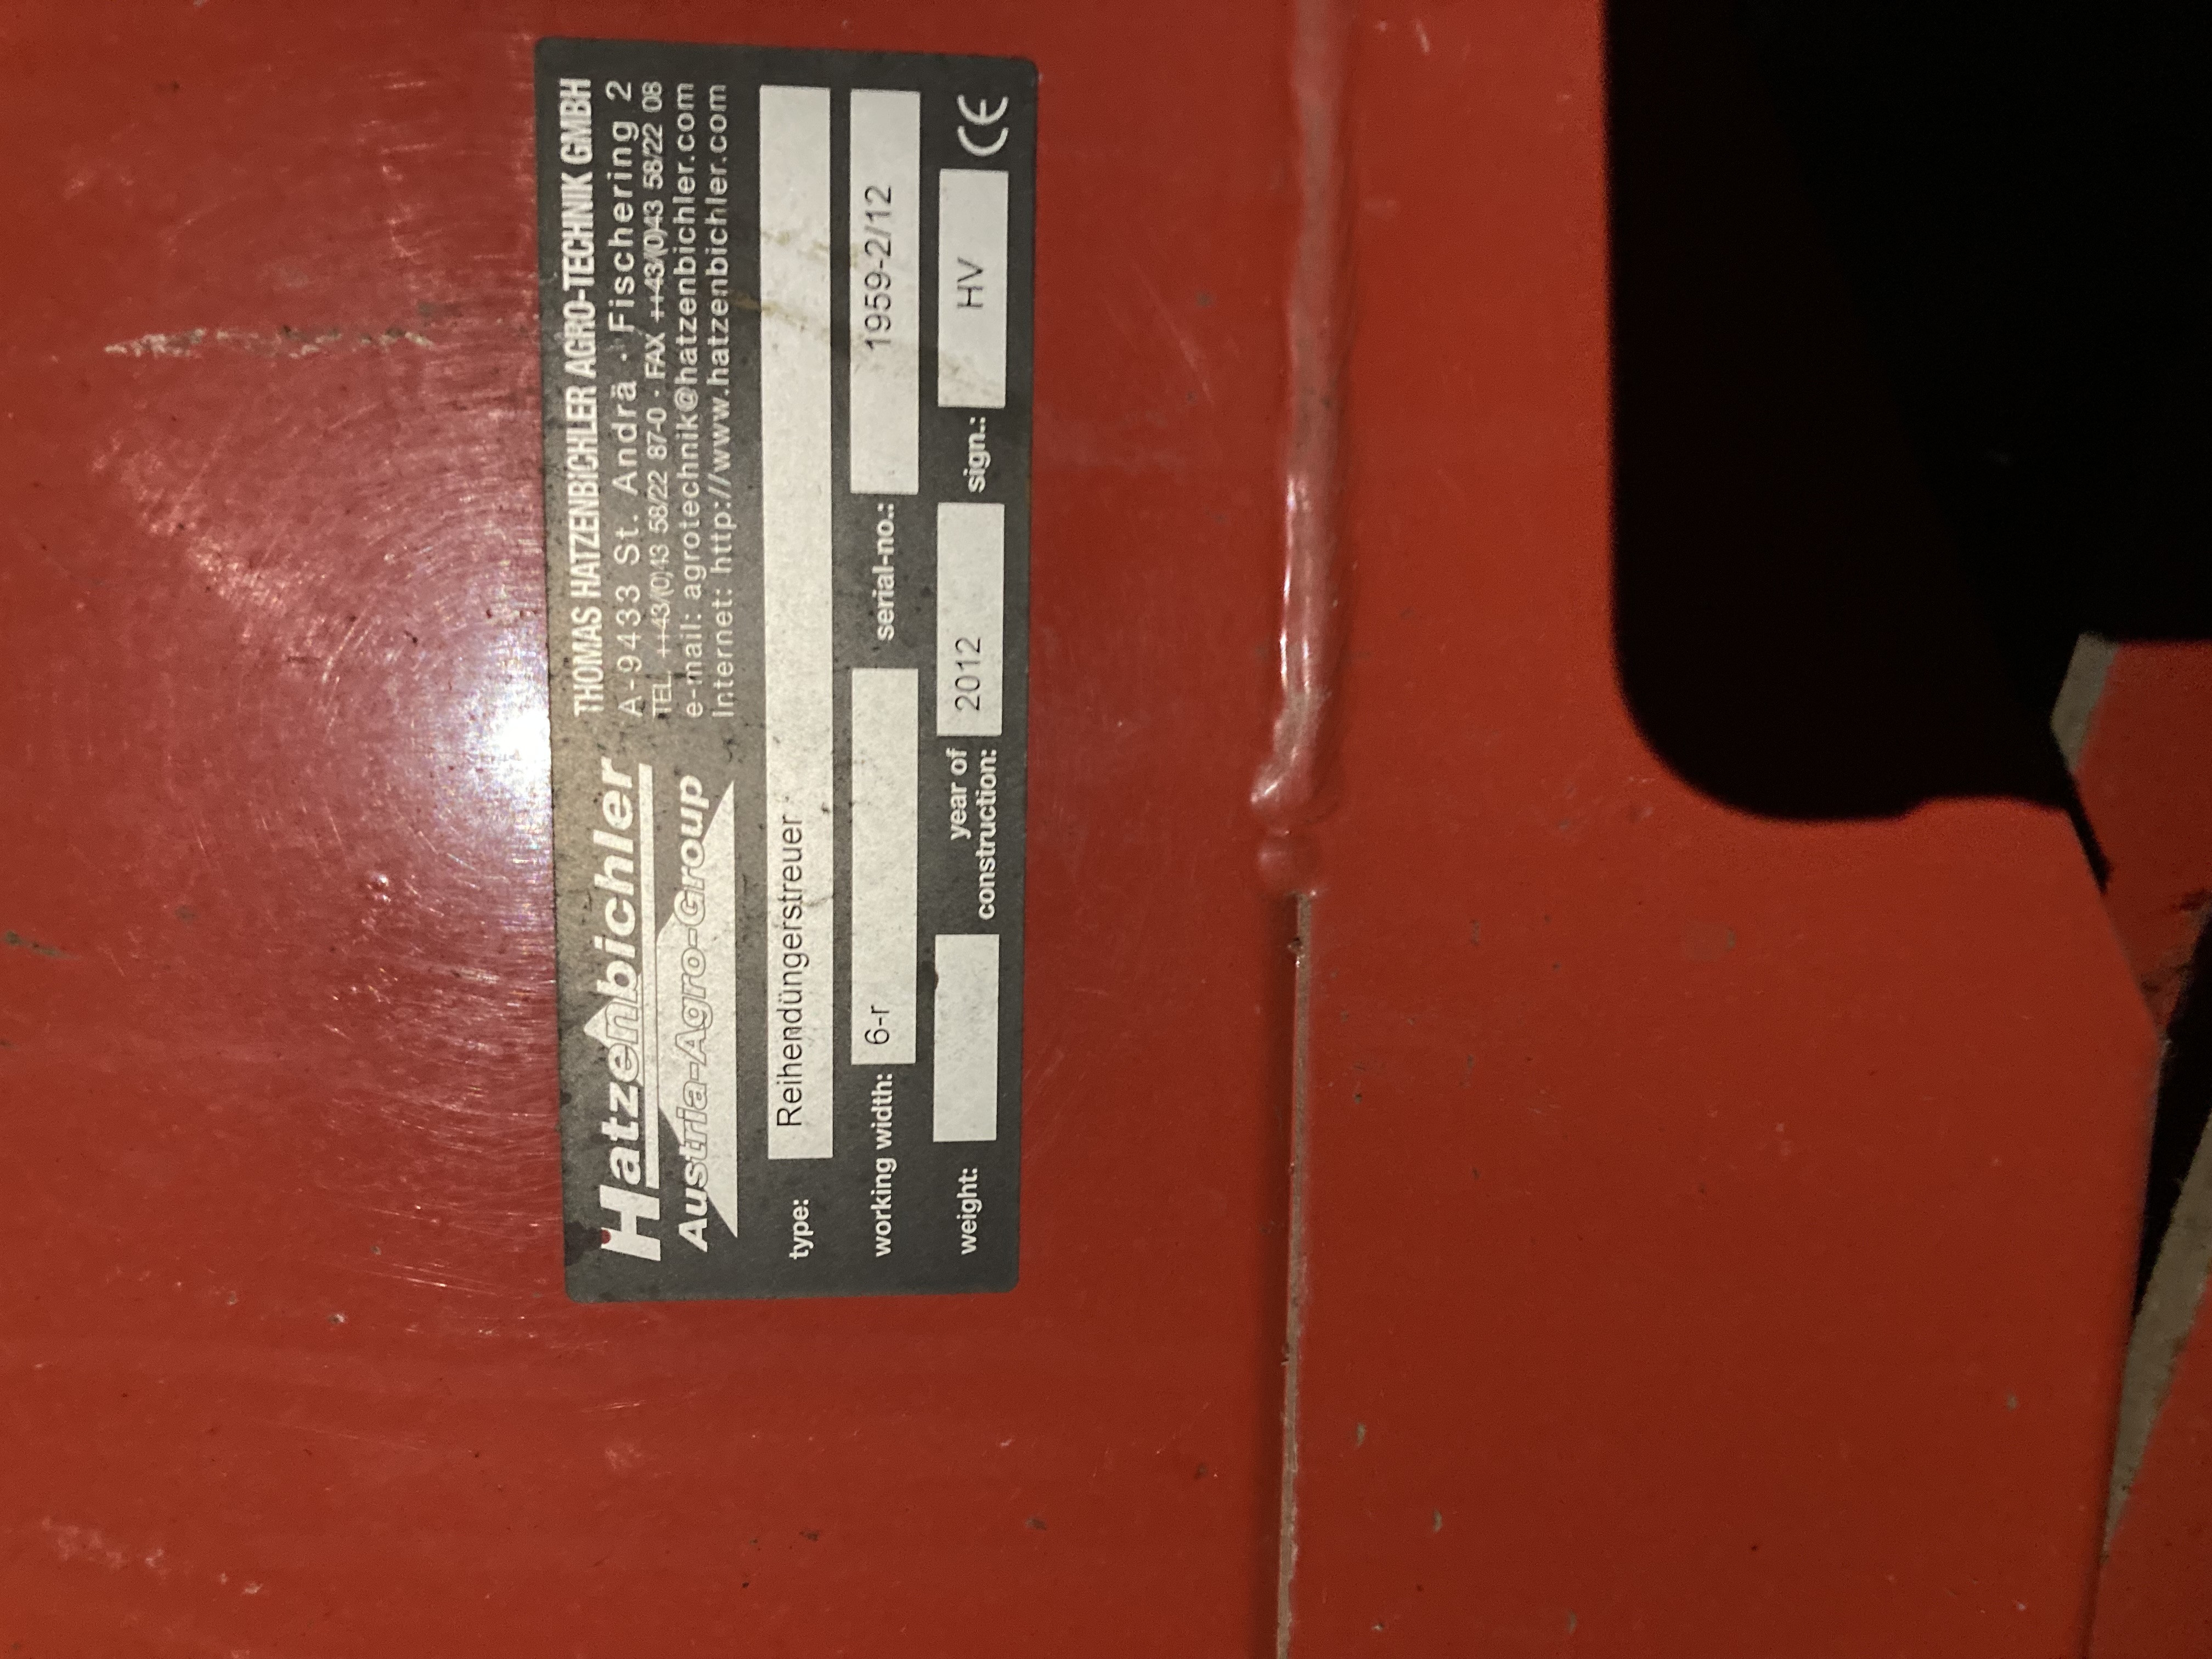 Hatzenbichler
Austria-Agro-Group
THOMAS HATZENBICHLER AGRO-TECHNIK GMBH
A-9433 St. Andrä · Fischering 2
TEL. ++43/(0)43 58/22 87-0 · FAX ++43/(0)43 58/22 08
e-mail: agrotechnik@hatzenbichler.com
Internet: http://www.hatzenbichler.com
type: Reihendüngerstreuer
working width: 6-r serial-no.: 1959-2/12
weight: year of construction: 2012 sign.: HV CE